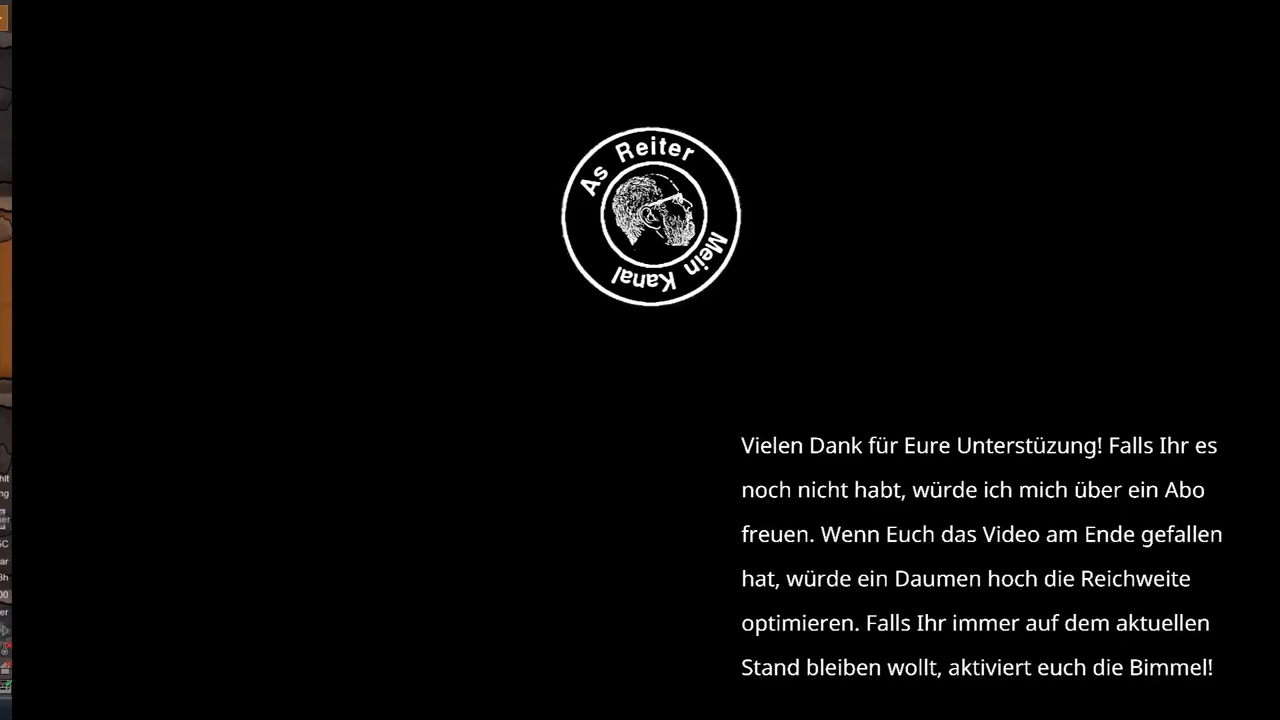 As Reiter
Mein Kanal
Vielen Dank für Eure Unterstüzung! Falls Ihr es
noch nicht habt, würde ich mich über ein Abo
freuen. Wenn Euch das Video am Ende gefallen
hat, würde ein Daumen hoch die Reichweite
optimieren. Falls Ihr immer auf dem aktuellen
Stand bleiben wollt, aktiviert euch die Bimmel!